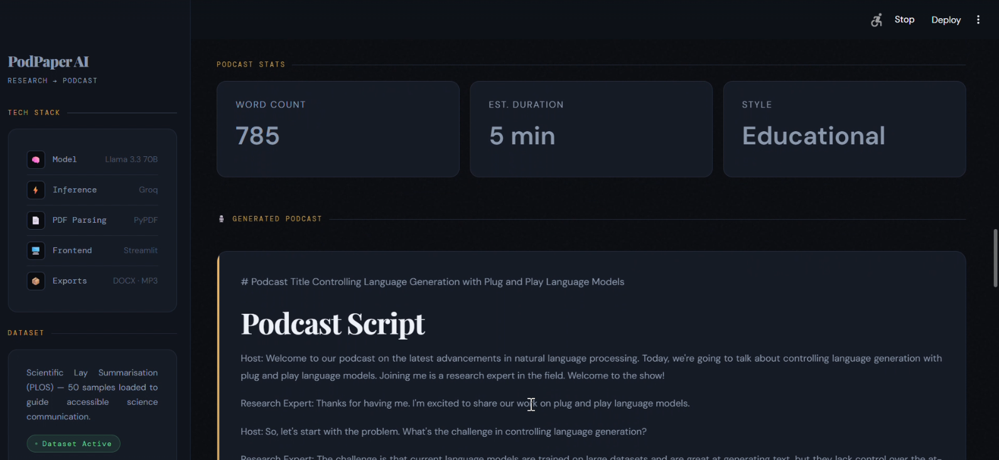 Stop
Deploy
PodPaper AI
RESEARCH → PODCAST
TECH STACK
Model
Llama 3.3 70B
Inference
Groq
PDF Parsing
PyPDF
Frontend
Streamlit
Exports
DOCX · MP3
DATASET
Scientific Lay Summarisation
(PLOS) — 50 samples loaded to
guide accessible science
communication.
Dataset Active
PODCAST STATS
WORD COUNT
785
EST. DURATION
5 min
STYLE
Educational
GENERATED PODCAST
# Podcast Title Controlling Language Generation with Plug and Play Language Models
Podcast Script
Host: Welcome to our podcast on the latest advancements in natural language processing. Today, we're going to talk about controlling language generation with
plug and play language models. Joining me is a research expert in the field. Welcome to the show!
Research Expert: Thanks for having me. I'm excited to share our work on plug and play language models.
Host: So, let's start with the problem. What's the challenge in controlling language generation?
Research Expert: The challenge is that current language models are trained on large datasets and are great at generating text, but they lack control over the at-